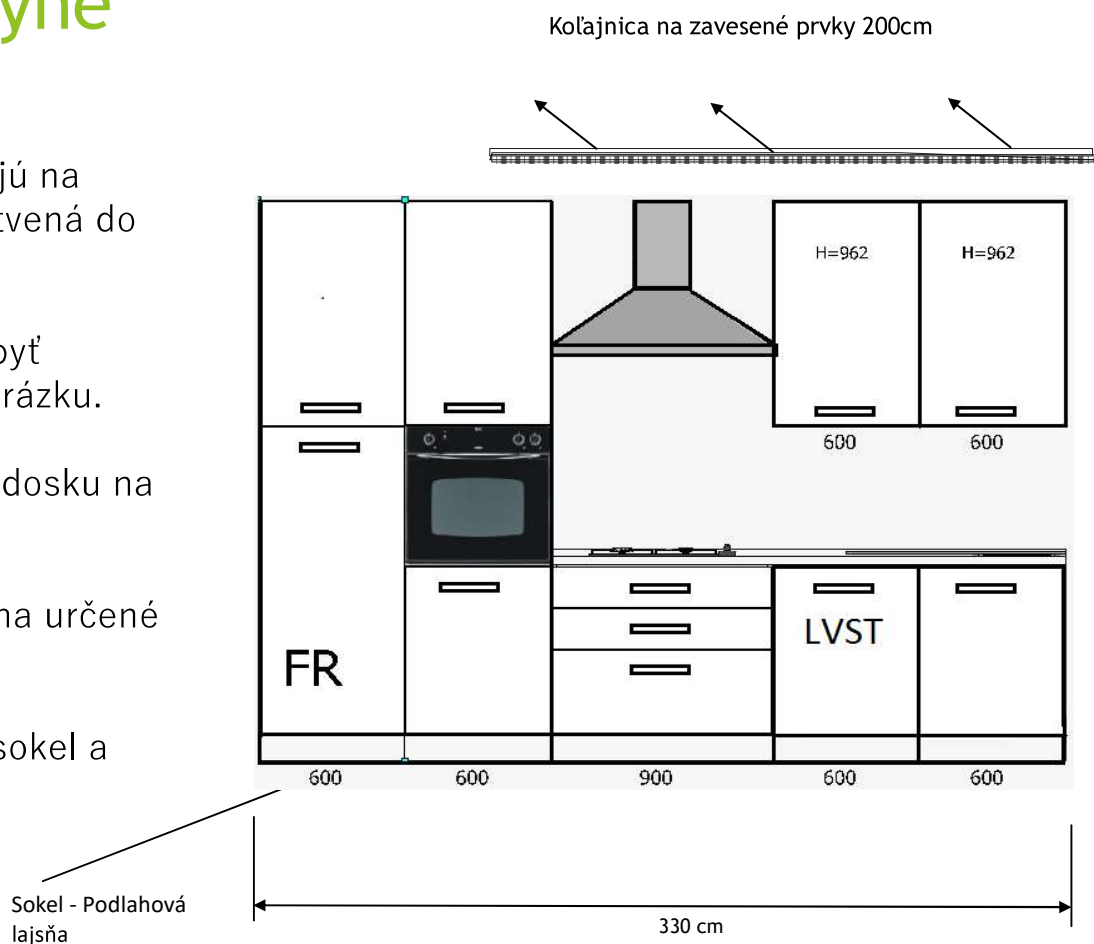 yne
Koľajnica na zavesené prvky 200cm
jú na
tvená do
byť
rázku.
dosku na
na určené
sokel a
H=962
H=962
600
600
FR
LVST
600
600
900
600
600
Sokel - Podlahová
lajsňa
330 cm